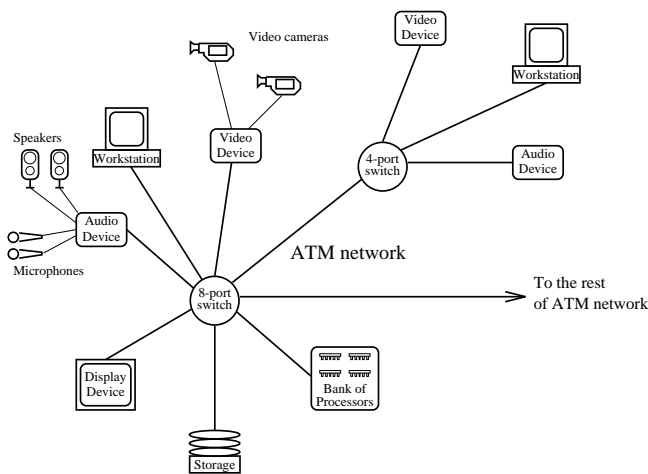 Video cameras
Video
Device
Workstation
Speakers
Workstation
Video
Device
4-port
switch
Audio
Device
Audio
Device
Microphones
ATM network
8-port
switch
To the rest
of ATM network
Display
Device
Bank of
Processors
Storage